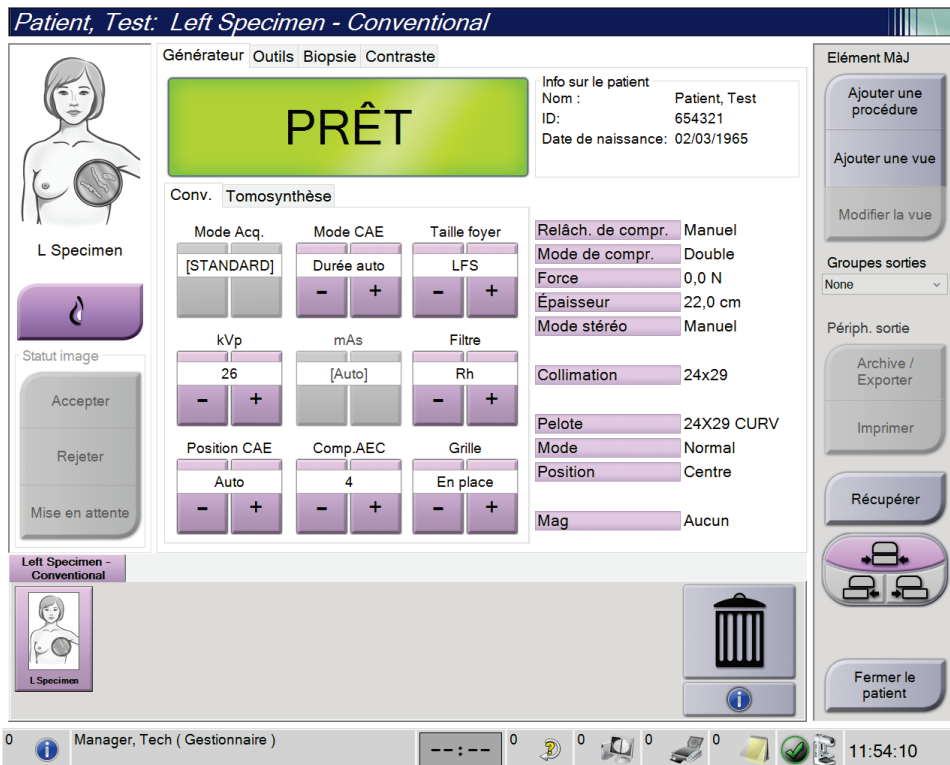 Patient, Test: Left Specimen - Conventional
L Specimen
Statut image
Accepter
Rejeter
Mise en attente
Générateur Outils Biopsie Contraste
PRÊT
Info sur le patient
Nom : Patient, Test
ID: 654321
Date de naissance: 02/03/1965
Conv. Tomosynthèse
Mode Acq. Mode CAE Taille foyer
[STANDARD] Durée auto LFS
- + - +
kVp mAs Filtre
26 [Auto] Rh
- + - +
Position CAE Comp.AEC Grille
Auto 4 En place
- + - + - +
Relâch. de compr. Manuel
Mode de compr. Double
Force 0,0 N
Épaisseur 22,0 cm
Mode stéréo Manuel
Collimation 24x29
Pelote 24X29 CURV
Mode Normal
Position Centre
Mag Aucun
Elément MàJ
Ajouter une
procédure
Ajouter une vue
Modifier la vue
Groupes sorties
None
Périph. sortie
Archive /
Exporter
Imprimer
Récupérer
Fermer le
patient
Left Specimen -
Conventional
L Specimen
0 Manager, Tech ( Gestionnaire ) --:-- 0 0 0 0 11:54:10